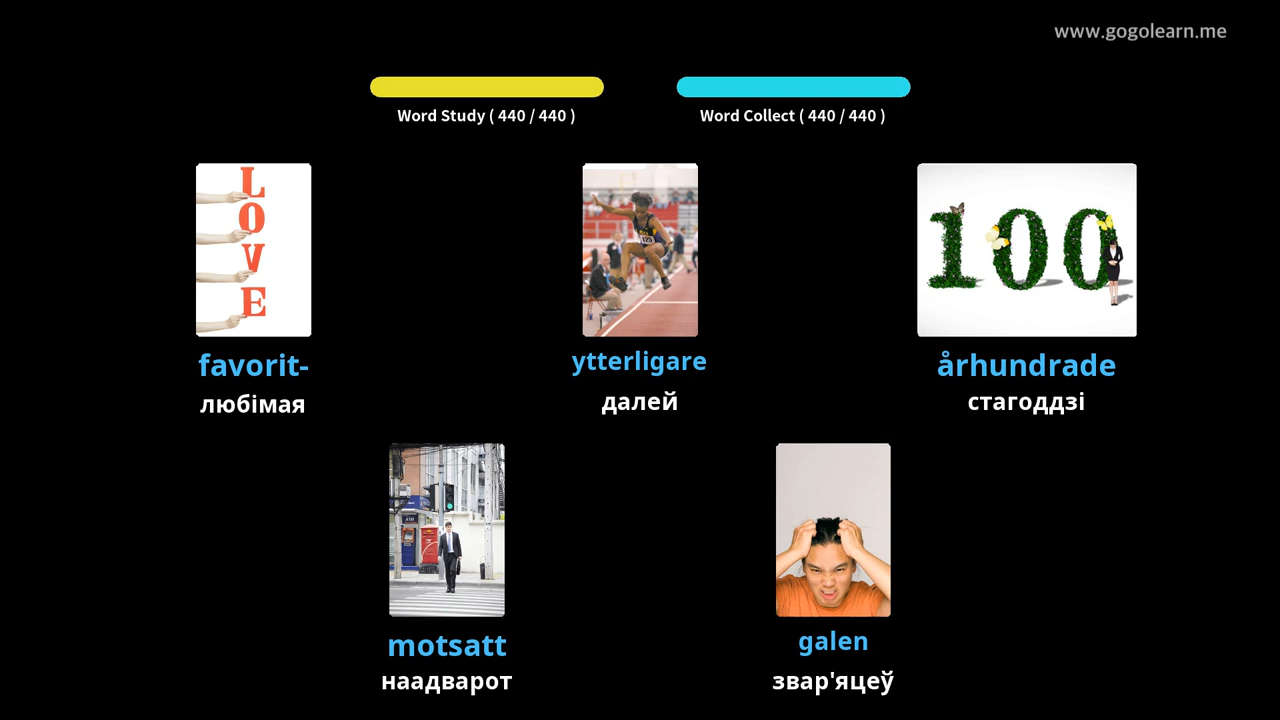 www.gogolearn.me
Word Study ( 440 / 440 )
Word Collect ( 440 / 440 )
L
O
V
E
100
favorit-
любімая
ytterligare
далей
århundrade
стагоддзі
motsatt
наадварот
galen
звар'яцеў